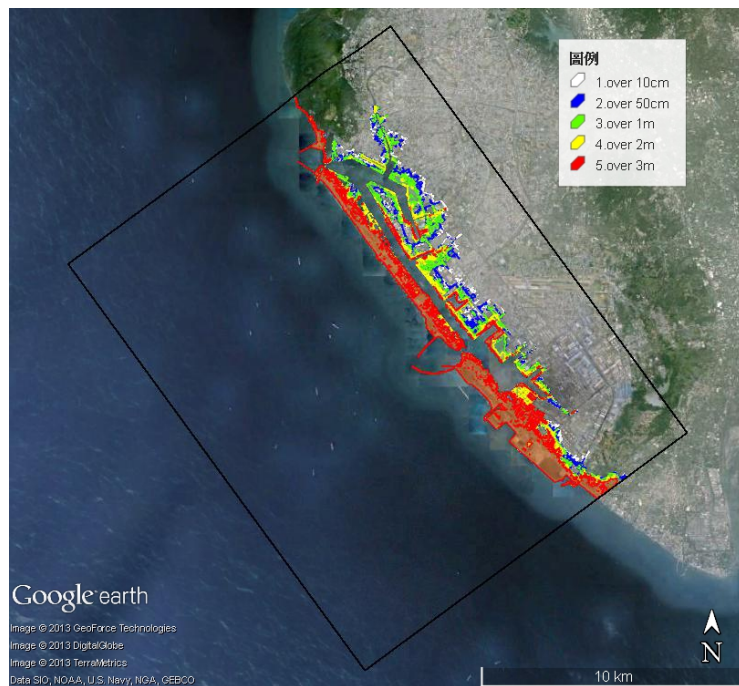 圖例
1.over 10cm
2.over 50cm
3.over 1m
4.over 2m
5.over 3m
Google earth
Image © 2013 GeoForce Technologies
Image © 2013 DigitalGlobe
Image © 2013 TerraMetrics
Data SIO, NOAA, U.S. Navy, NGA, GEBCO
N
10 km